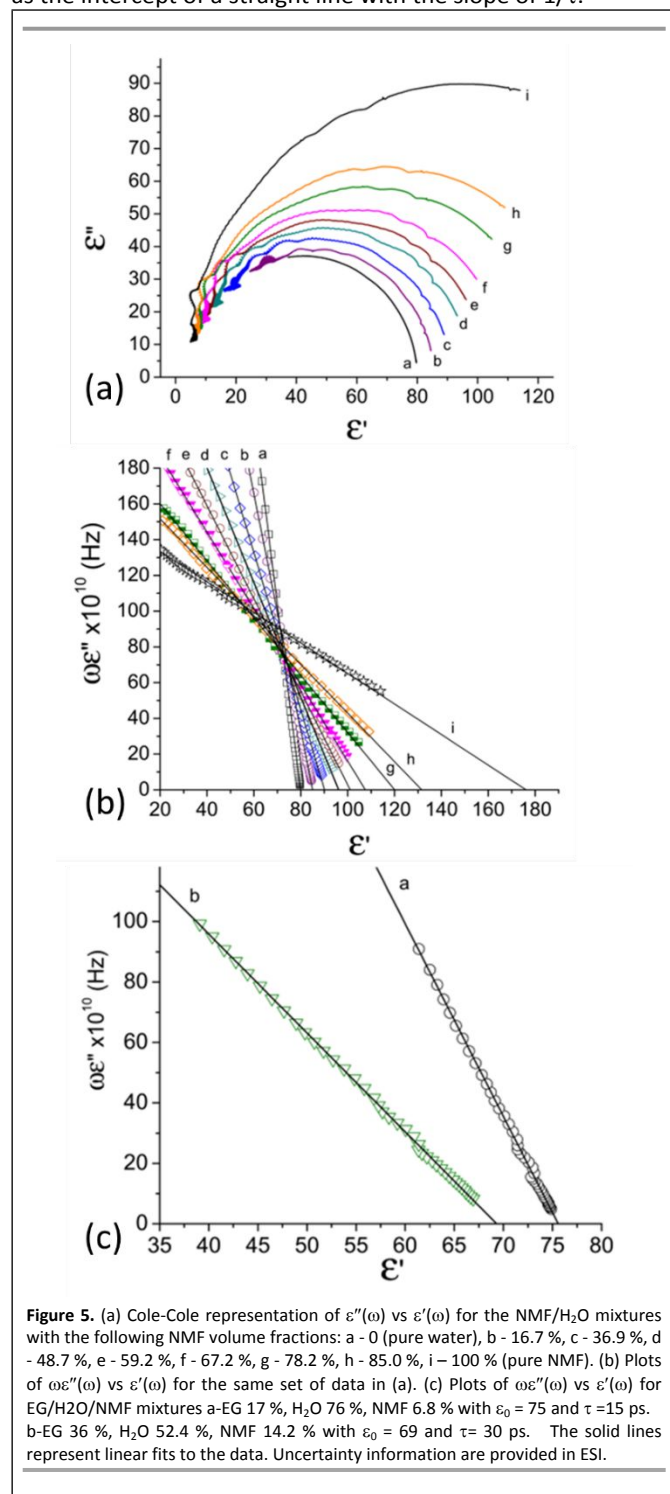 as the intercept of a straight line with the slope of 1/τ.
90
80
70
60
50
40
30
20
10
0
ε"
i
h
g
f
e
d
c
b
a
(a)
0 20 40 60 80 100 120
ε'
f e d c b a
180
160
140
120
100
80
60
40
20
0
ωε" x10¹⁰ (Hz)
i
h
g
(b)
20 40 60 80 100 120 140 160 180
ε'
a
b
100
80
60
40
20
0
ωε" x10¹⁰ (Hz)
(c)
35 40 45 50 55 60 65 70 75 80
ε'
Figure 5. (a) Cole-Cole representation of ε″(ω) vs ε′(ω) for the NMF/H₂O mixtures
with the following NMF volume fractions: a - 0 (pure water), b - 16.7 %, c - 36.9 %, d
- 48.7 %, e - 59.2 %, f - 67.2 %, g - 78.2 %, h - 85.0 %, i – 100 % (pure NMF). (b) Plots
of ωε″(ω) vs ε′(ω) for the same set of data in (a). (c) Plots of ωε″(ω) vs ε′(ω) for
EG/H2O/NMF mixtures a-EG 17 %, H₂O 76 %, NMF 6.8 % with ε₀ = 75 and τ =15 ps.
b-EG 36 %, H₂O 52.4 %, NMF 14.2 % with ε₀ = 69 and τ= 30 ps. The solid lines
represent linear fits to the data. Uncertainty information are provided in ESI.